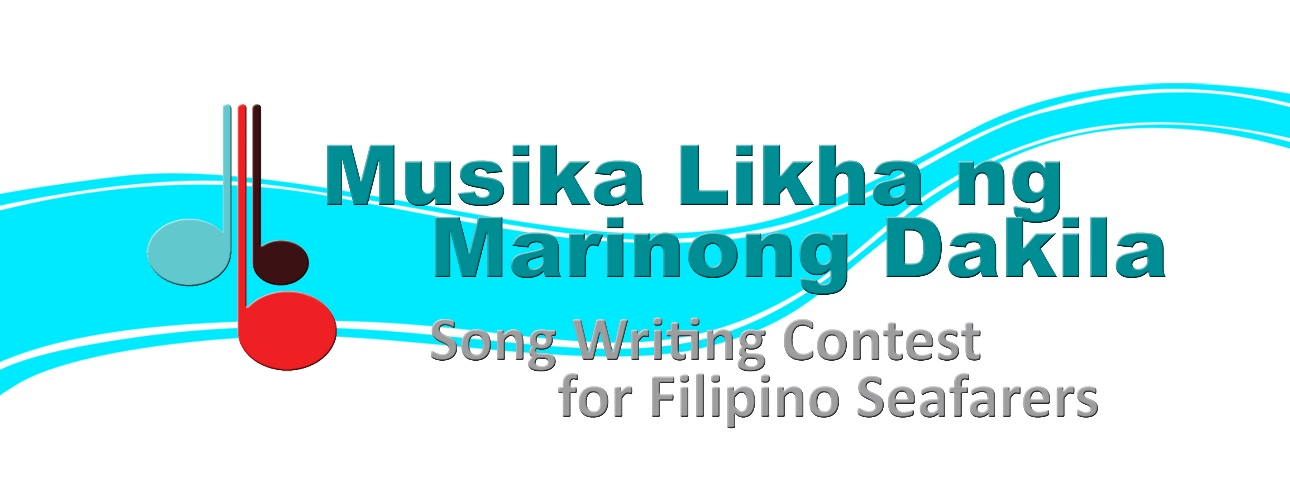 Musika Likha ng
Marinong Dakila
Song Writing Contest
for Filipino Seafarers